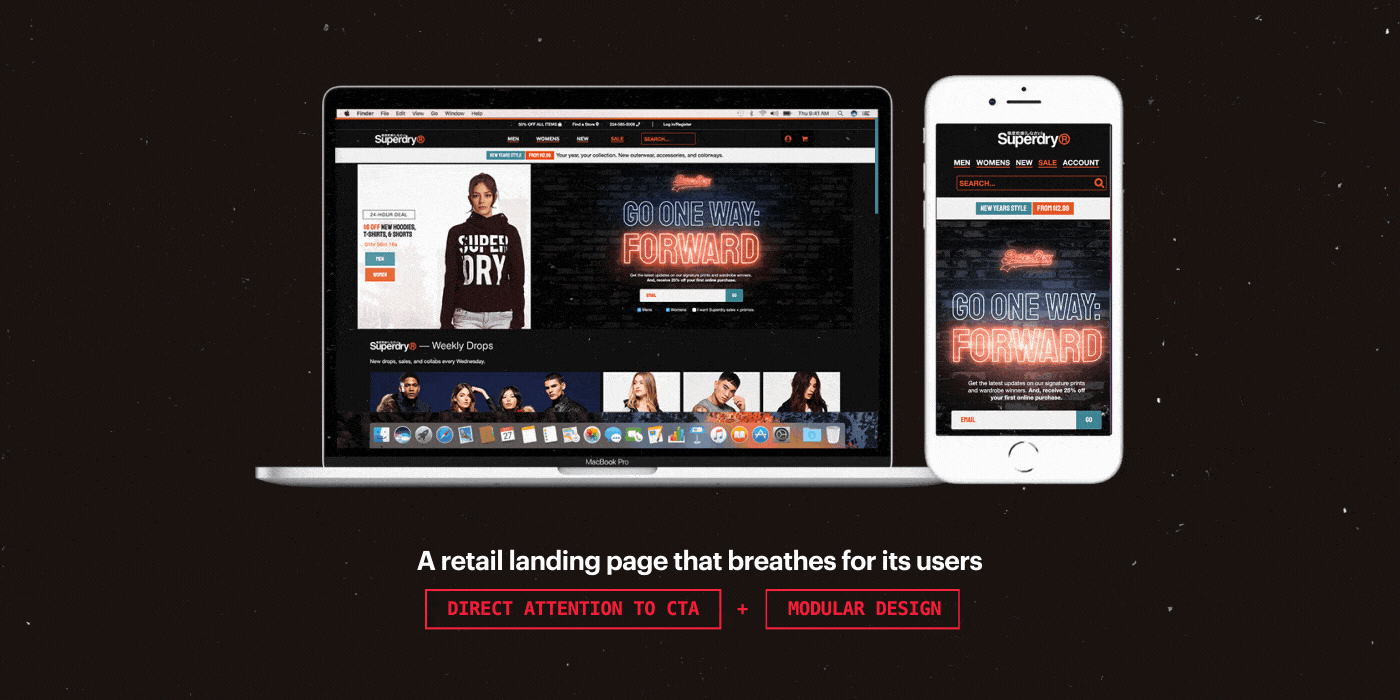 Finder File Edit View Go Window Help
Thu 9:41 AM
50% OFF ALL ITEMS
Find a Store
Log in/Register
Superdry®
MEN WOMENS NEW SALE SEARCH...
NEW YEARS STYLE FROM $12.99 Your year, your collection. New outerwear, accessories, and colorways.
24-HOUR DEAL
OFF NEW HOODIES,
T-SHIRTS, & SHORTS
MEN
WOMEN
SUPER
DRY.
GO ONE WAY:
FORWARD
Get the latest updates on our signature prints and wardrobe winners.
And, receive 25% off your first online purchase.
EMAIL GO
Mens Womens I want Superdry sales + promos.
Superdry® — Weekly Drops
New drops, sales, and collabs every Wednesday.
27
MacBook Pro
Superdry®
MEN WOMENS NEW SALE ACCOUNT
SEARCH...
NEW YEARS STYLE FROM $12.99
GO ONE WAY:
FORWARD
Get the latest updates on our signature prints
and wardrobe winners. And, receive 25% off
your first online purchase.
EMAIL GO
A retail landing page that breathes for its users
DIRECT ATTENTION TO CTA + MODULAR DESIGN